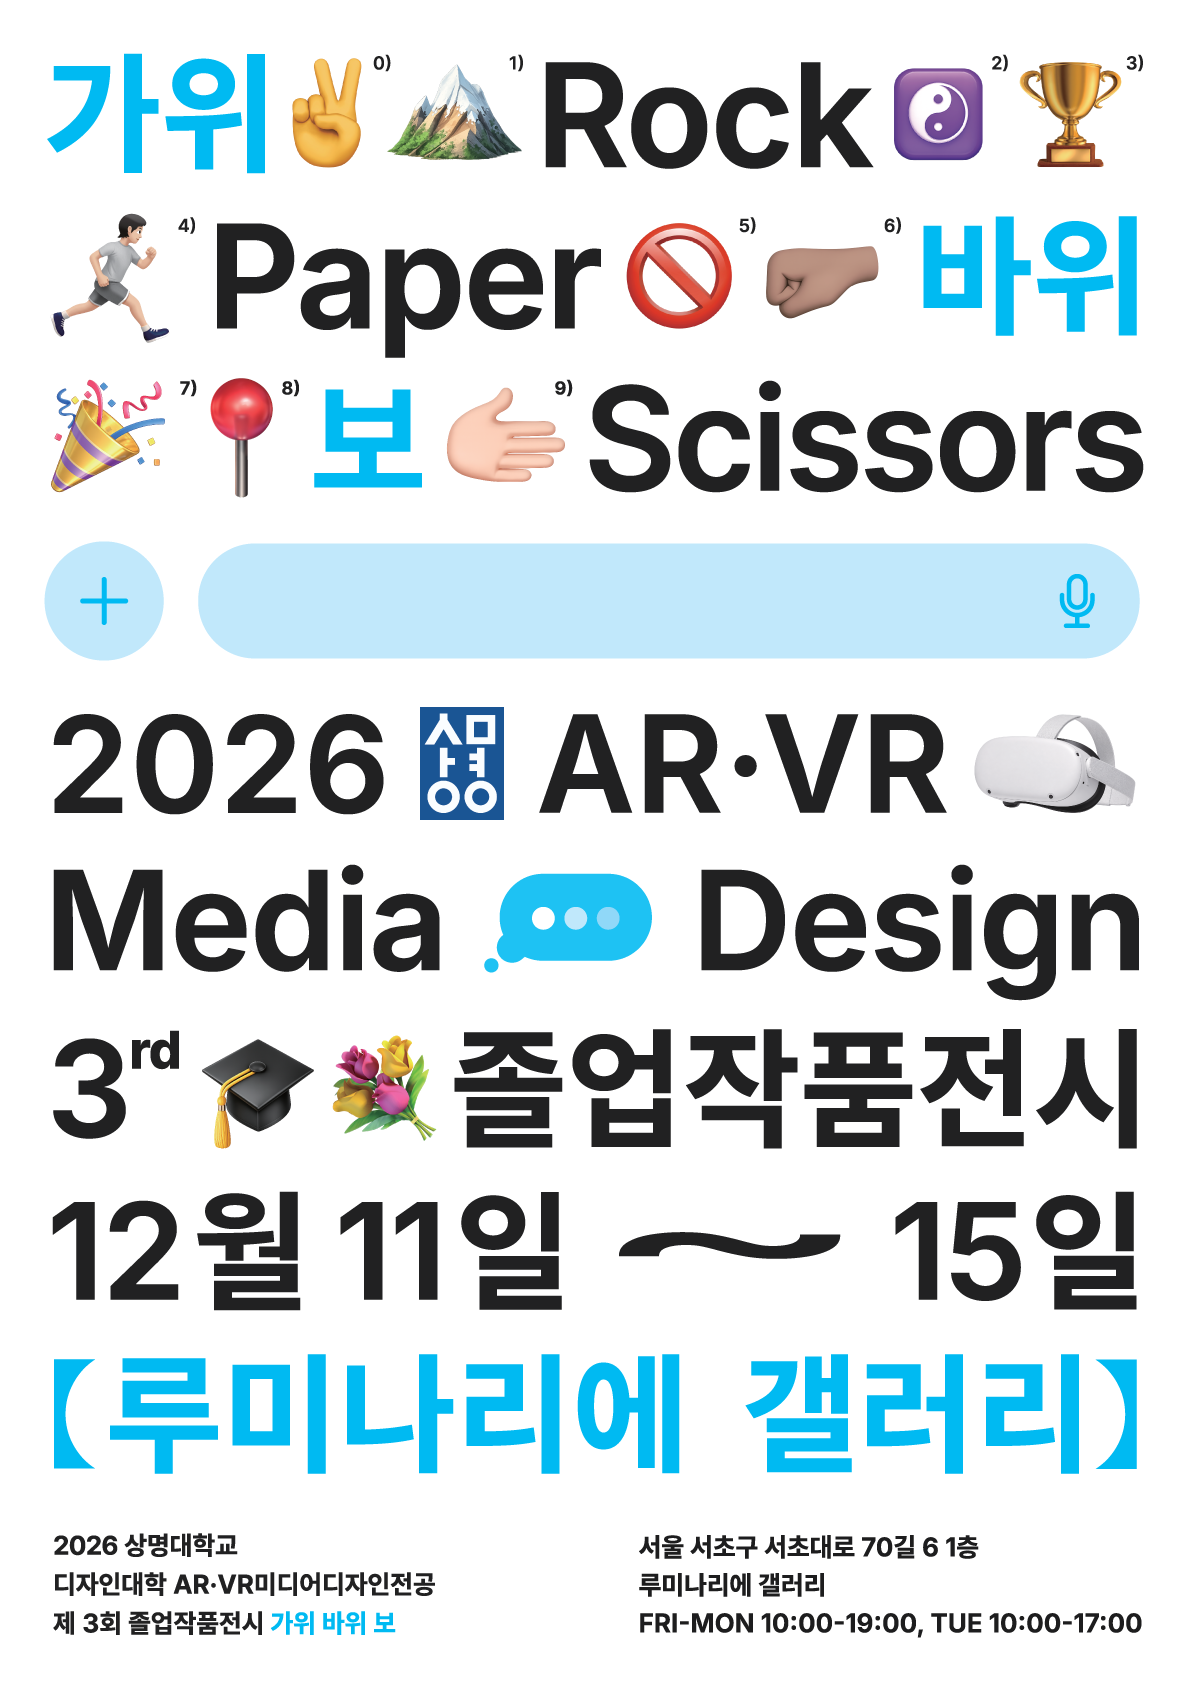 가위 0) 1) Rock 2) 3)
4) Paper 5) 6) 바위
7) 8) 보 9) Scissors
2026 상명 AR·VR
Media Design
3rd 졸업작품전시
12월 11일 ~ 15일
【루미나리에 갤러리】
2026 상명대학교
디자인대학 AR·VR미디어디자인전공
제 3회 졸업작품전시 가위 바위 보
서울 서초구 서초대로 70길 6 1층
루미나리에 갤러리
FRI-MON 10:00-19:00, TUE 10:00-17:00